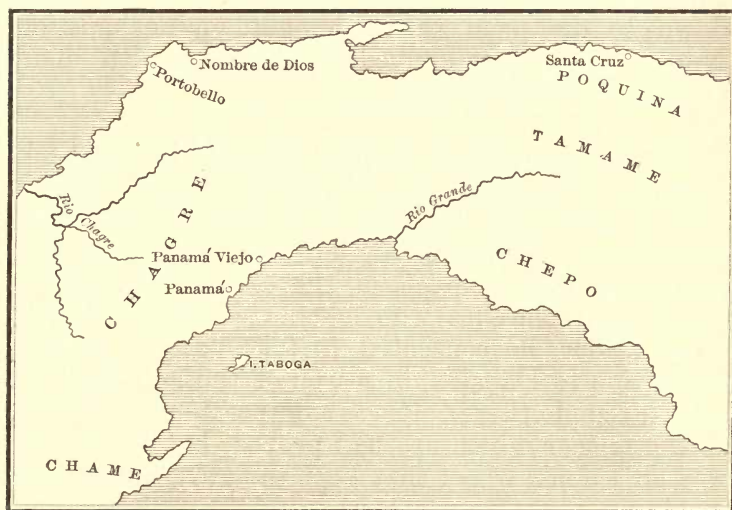 Nombre de Dios
Portobello
Santa Cruz
POQUINA
TAMAME
Rio Chagre
CHAGRE
Rio Grande
Panamá Viejo
Panamá
CHEPO
I. TABOGA
CHAME